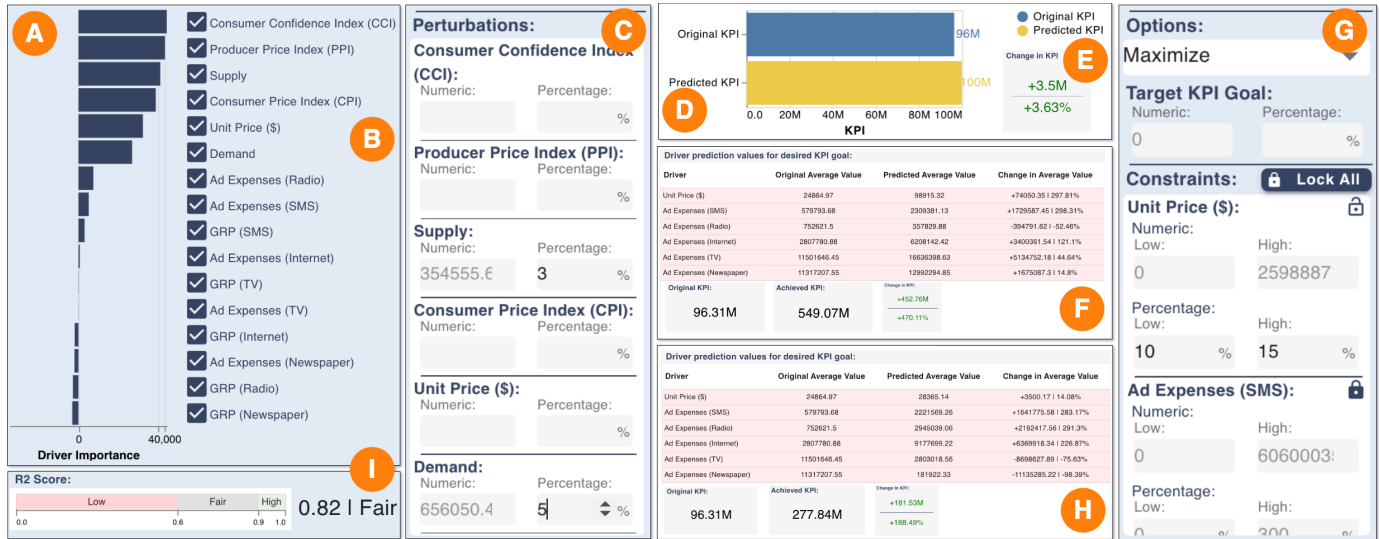 A
Consumer Confidence Index (CCI)
Producer Price Index (PPI)
Supply
Consumer Price Index (CPI)
Unit Price ($)
B
Demand
Ad Expenses (Radio)
Ad Expenses (SMS)
GRP (SMS)
Ad Expenses (Internet)
GRP (TV)
Ad Expenses (TV)
GRP (Internet)
Ad Expenses (Newspaper)
GRP (Radio)
GRP (Newspaper)
0 40,000
Driver Importance
I
R2 Score:
Low Fair High
0.0 0.6 0.9 1.0
0.82 | Fair
Perturbations:
C
Consumer Confidence Index
(CCI):
Numeric: Percentage:
%
Producer Price Index (PPI):
Numeric: Percentage:
%
Supply:
Numeric: Percentage:
354555.6 3 %
Consumer Price Index (CPI):
Numeric: Percentage:
%
Unit Price ($):
Numeric: Percentage:
%
Demand:
Numeric: Percentage:
656050.4 5 %
Original KPI
96M
Predicted KPI
100M
D
0.0 20M 40M 60M 80M 100M
KPI
Original KPI
Predicted KPI
E
Change in KPI
+3.5M
+3.63%
Driver prediction values for desired KPI goal:
Driver Original Average Value Predicted Average Value Change in Average Value
Unit Price ($) 24864.97 98915.32 +74050.35 | 297.81%
Ad Expenses (SMS) 579793.68 2309381.13 +1729587.45 | 298.31%
Ad Expenses (Radio) 752621.5 357829.88 -394791.62 | -52.46%
Ad Expenses (Internet) 2807780.88 6208142.42 +3400361.54 | 121.1%
Ad Expenses (TV) 11501646.45 16636398.63 +5134752.18 | 44.64%
Ad Expenses (Newspaper) 11317207.55 12992294.85 +1675087.3 | 14.8%
Original KPI: Achieved KPI: Change in KPI:
96.31M 549.07M
+452.76M
+470.11%
F
Driver prediction values for desired KPI goal:
Driver Original Average Value Predicted Average Value Change in Average Value
Unit Price ($) 24864.97 28365.14 +3500.17 | 14.08%
Ad Expenses (SMS) 579793.68 2221569.26 +1641775.58 | 283.17%
Ad Expenses (Radio) 752621.5 2945039.06 +2192417.56 | 291.3%
Ad Expenses (Internet) 2807780.88 9177699.22 +6369918.34 | 226.87%
Ad Expenses (TV) 11501646.45 2803018.56 -8698627.89 | -75.63%
Ad Expenses (Newspaper) 11317207.55 181922.33 -11135285.22 | -98.39%
Original KPI: Achieved KPI: Change in KPI:
96.31M 277.84M
+181.53M
+188.49%
H
Options:
G
Maximize
Target KPI Goal:
Numeric: Percentage:
0 %
Constraints: Lock All
Unit Price ($):
Numeric:
Low: High:
0 2598887
Percentage:
Low: High:
10 % 15 %
Ad Expenses (SMS):
Numeric:
Low: High:
0 6060003
Percentage:
Low: High:
0 % 300 %